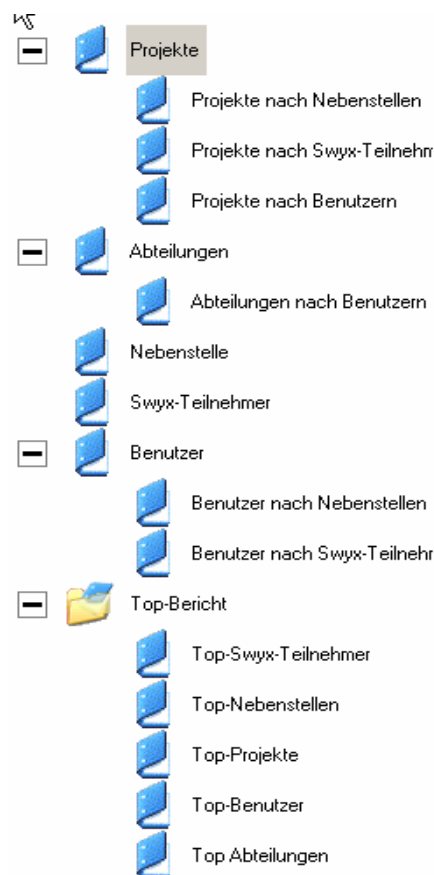 Projekte
Projekte nach Nebenstellen
Projekte nach Swyx-Teilnehm
Projekte nach Benutzern
Abteilungen
Abteilungen nach Benutzern
Nebenstelle
Swyx-Teilnehmer
Benutzer
Benutzer nach Nebenstellen
Benutzer nach Swyx-Teilnehm
Top-Bericht
Top-Swyx-Teilnehmer
Top-Nebenstellen
Top-Projekte
Top-Benutzer
Top Abteilungen